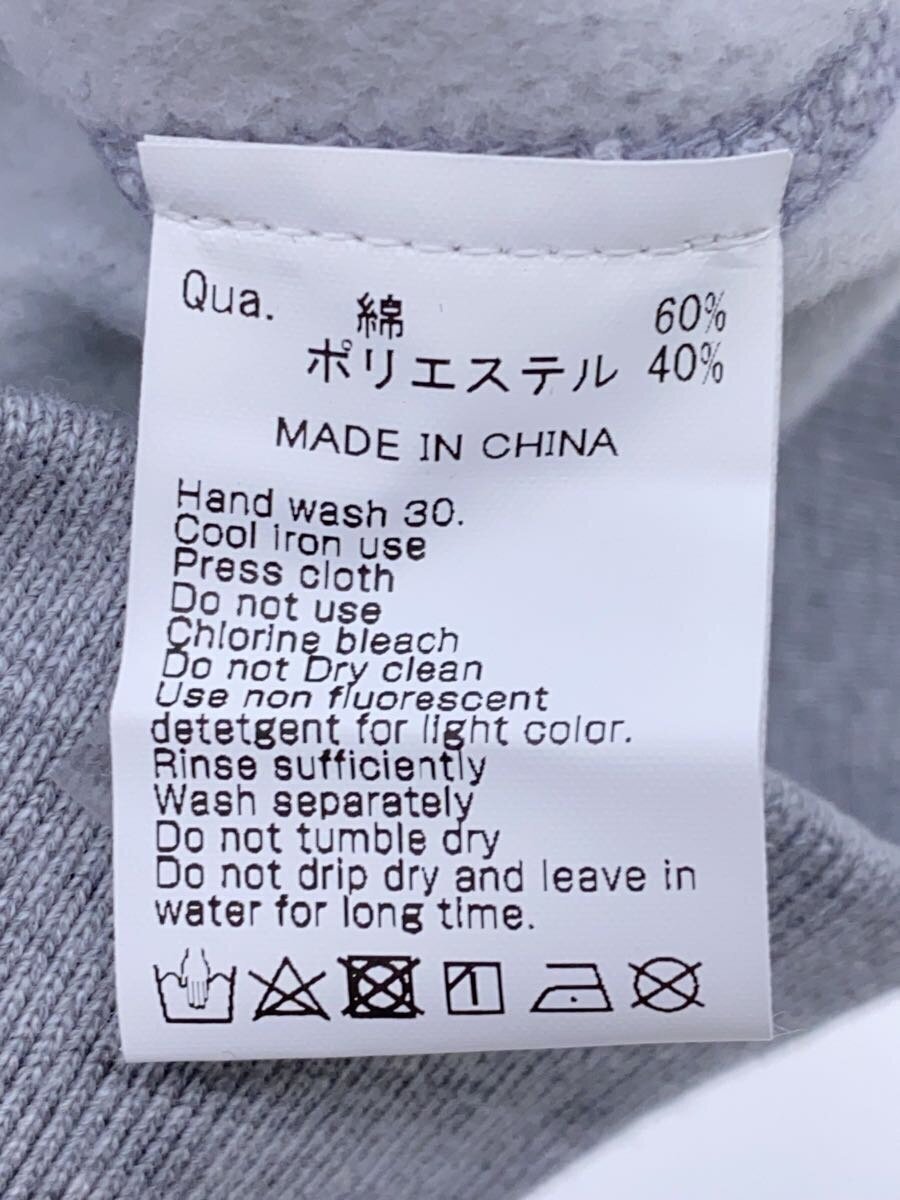 Qua. 綿 60%
ポリエステル 40%
MADE IN CHINA
Hand wash 30.
Cool iron use
Press cloth
Do not use
Chlorine bleach
Do not Dry clean
Use non fluorescent
detetgent for light color.
Rinse sufficiently
Wash separately
Do not tumble dry
Do not drip dry and leave in
water for long time.